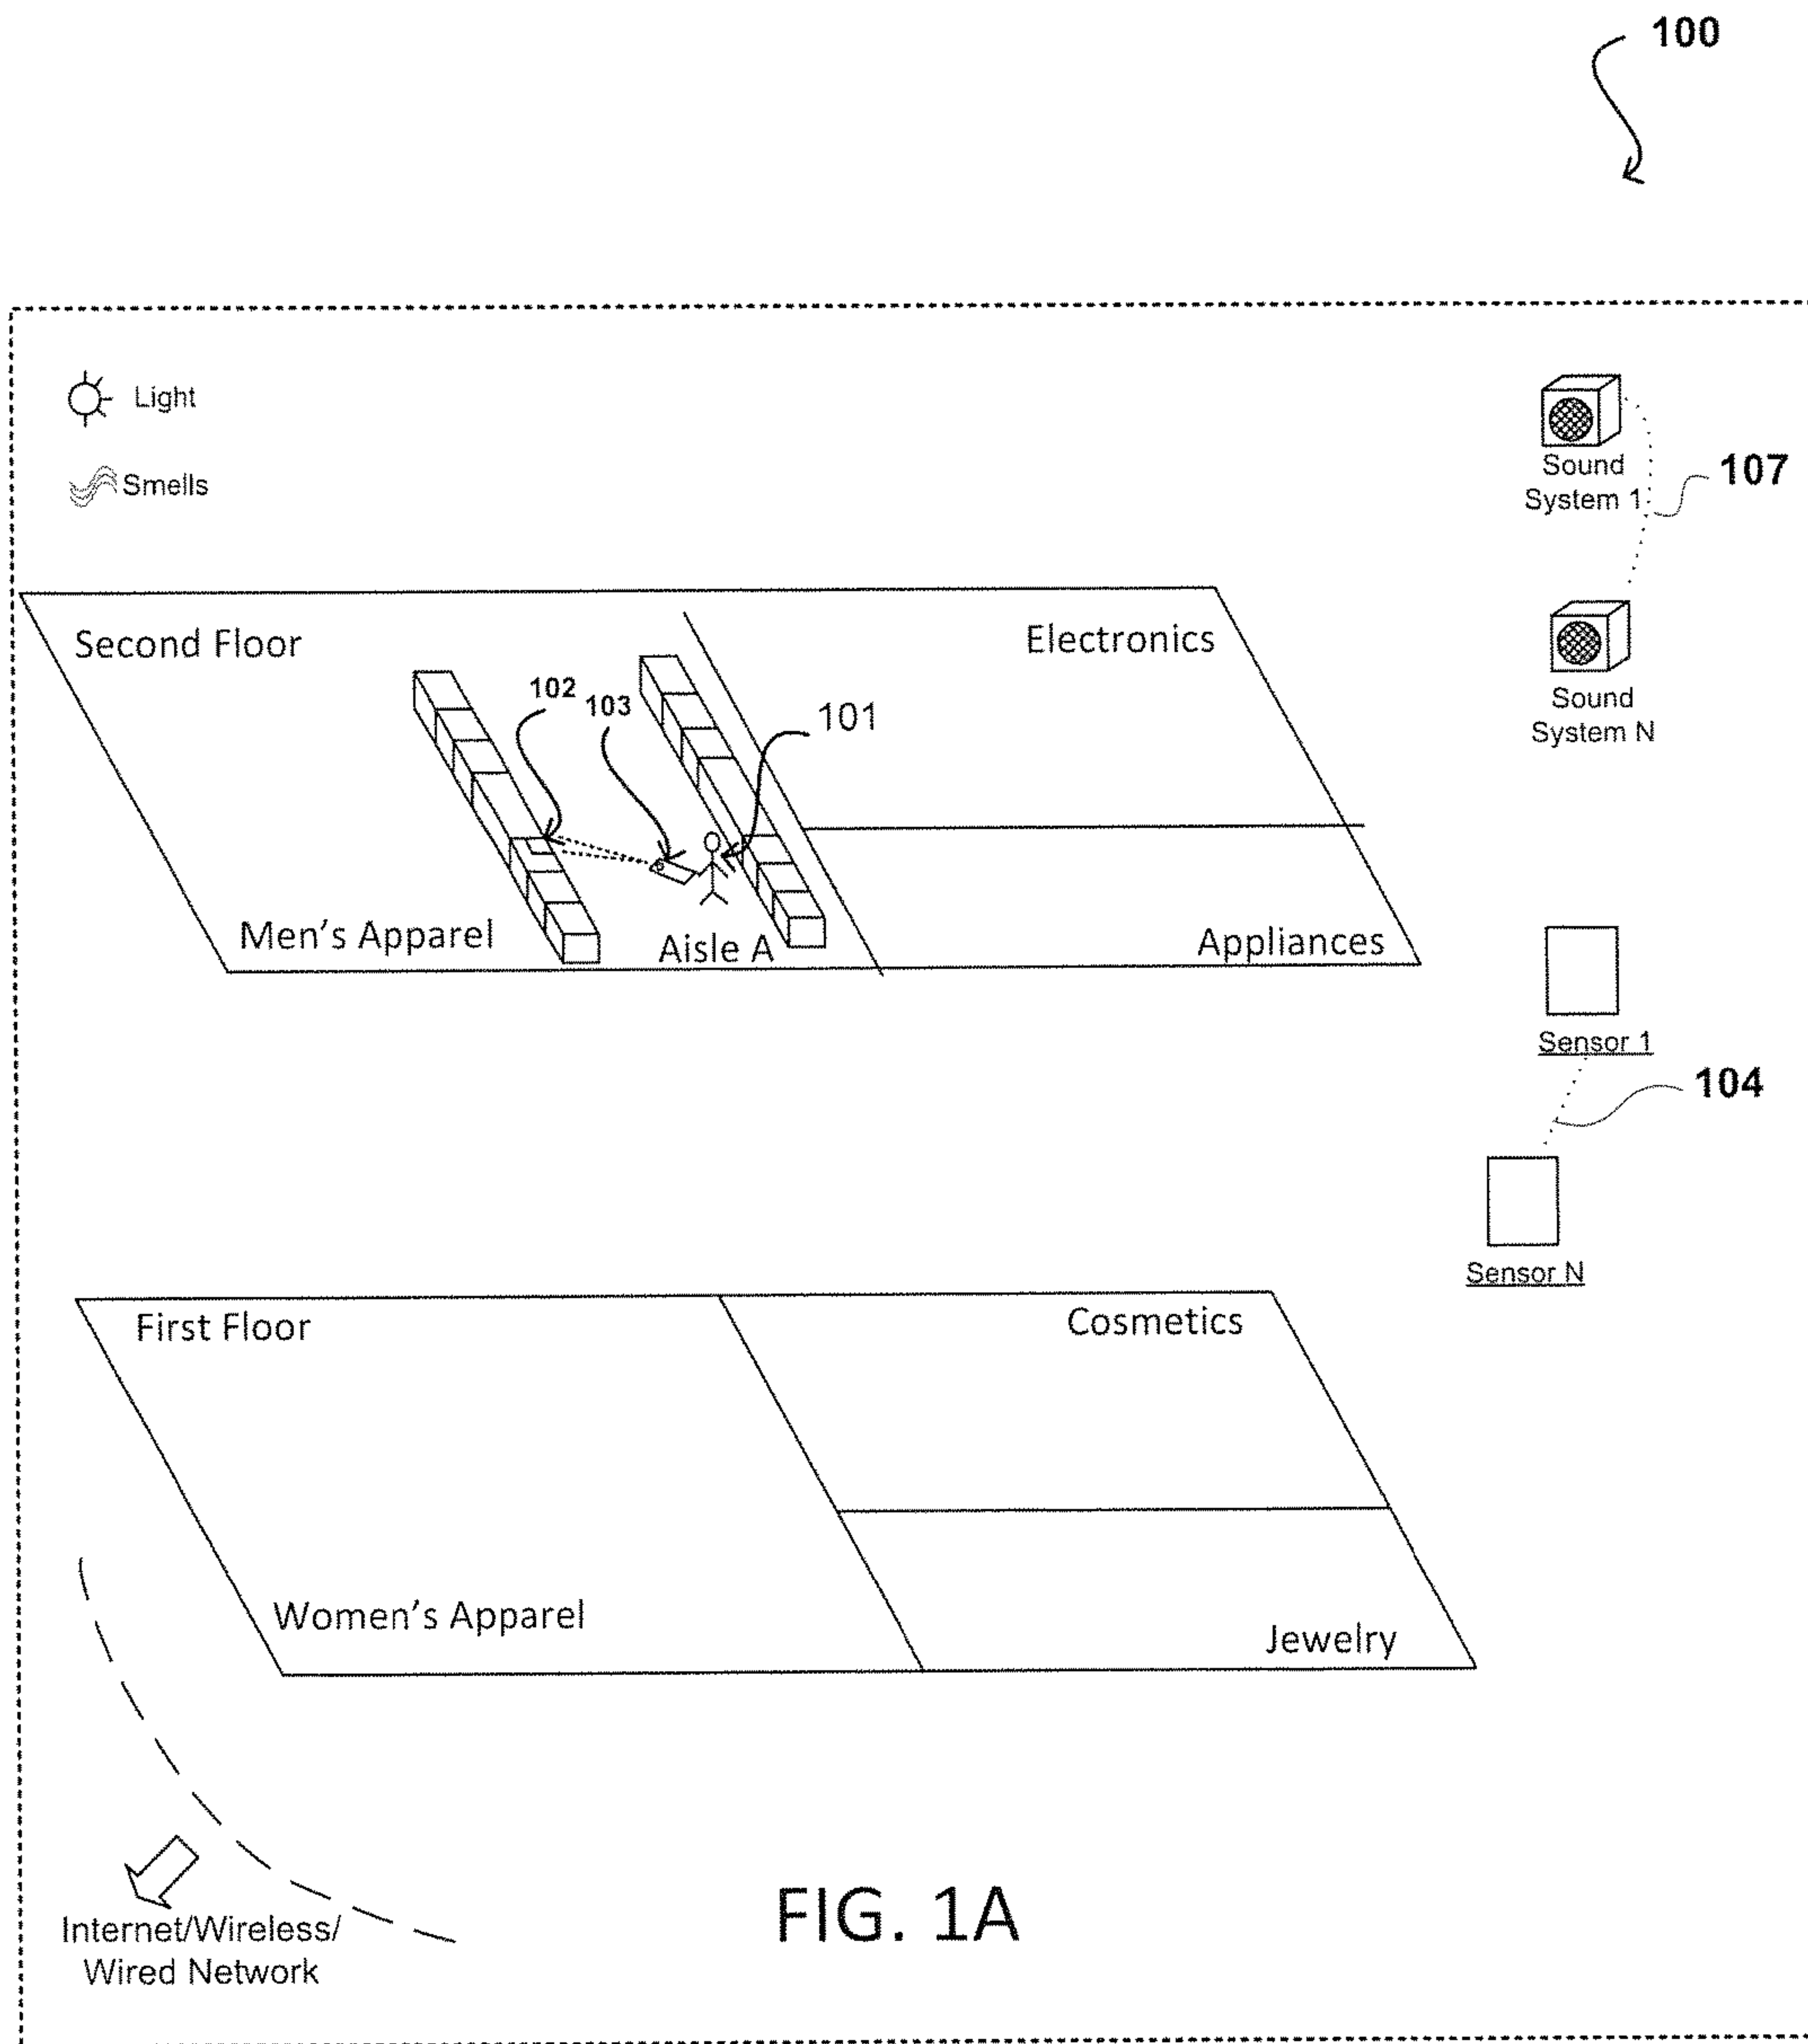 100
Light
Smells
Sound
System 1
107
Second Floor
Electronics
102
103
101
Sound
System N
Men's Apparel
Aisle A
Appliances
Sensor 1
104
Sensor N
First Floor
Cosmetics
Women's Apparel
Jewelry
Internet/Wireless/
Wired Network
FIG. 1A